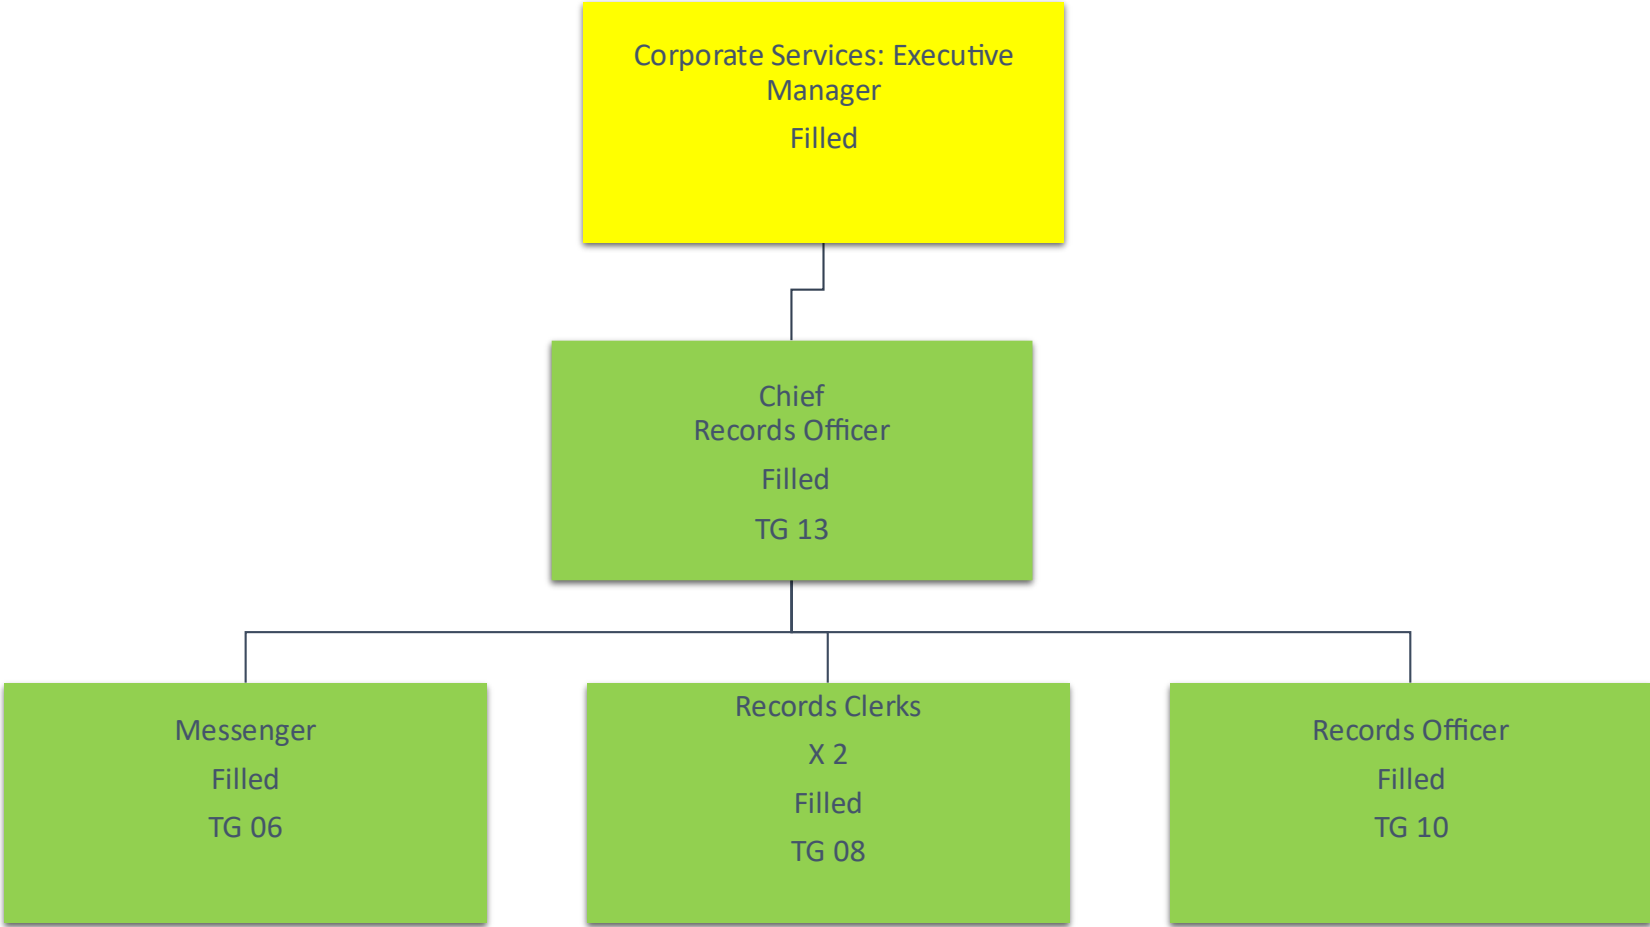 Corporate Services: Executive
Manager
Filled
Chief
Records Officer
Filled
TG 13
Messenger
Filled
TG 06
Records Clerks
X 2
Filled
TG 08
Records Officer
Filled
TG 10